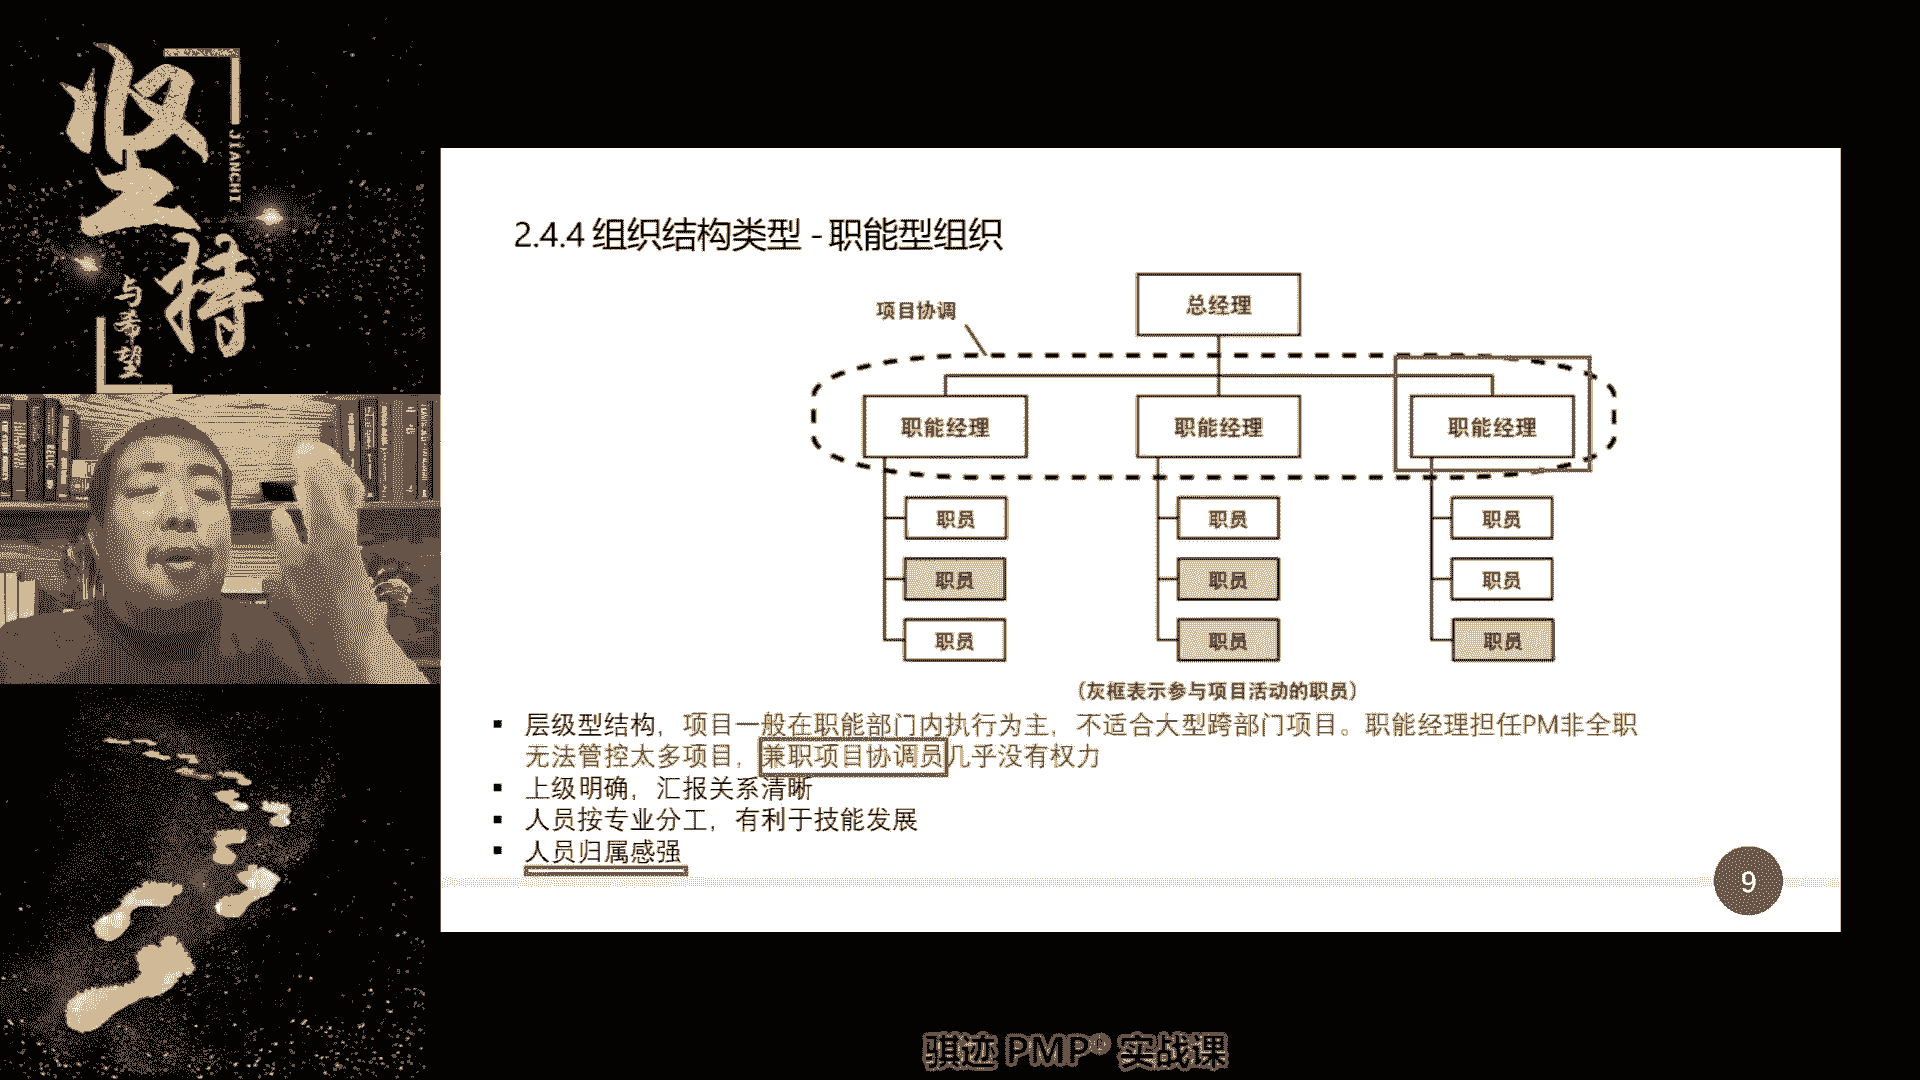 坚持
JIANCHI
与希望
2.4.4 组织结构类型 - 职能型组织
项目协调
总经理
职能经理 职能经理 职能经理
职员 职员 职员
职员 职员 职员
职员 职员 职员
（灰框表示参与项目活动的职员）
▪ 层级型结构，项目一般在职能部门内执行为主，不适合大型跨部门项目。职能经理担任PM非全职
无法管控太多项目，兼职项目协调员几乎没有权力
▪ 上级明确，汇报关系清晰
▪ 人员按专业分工，有利于技能发展
▪ 人员归属感强
9
骐迹 PMP® 实战课